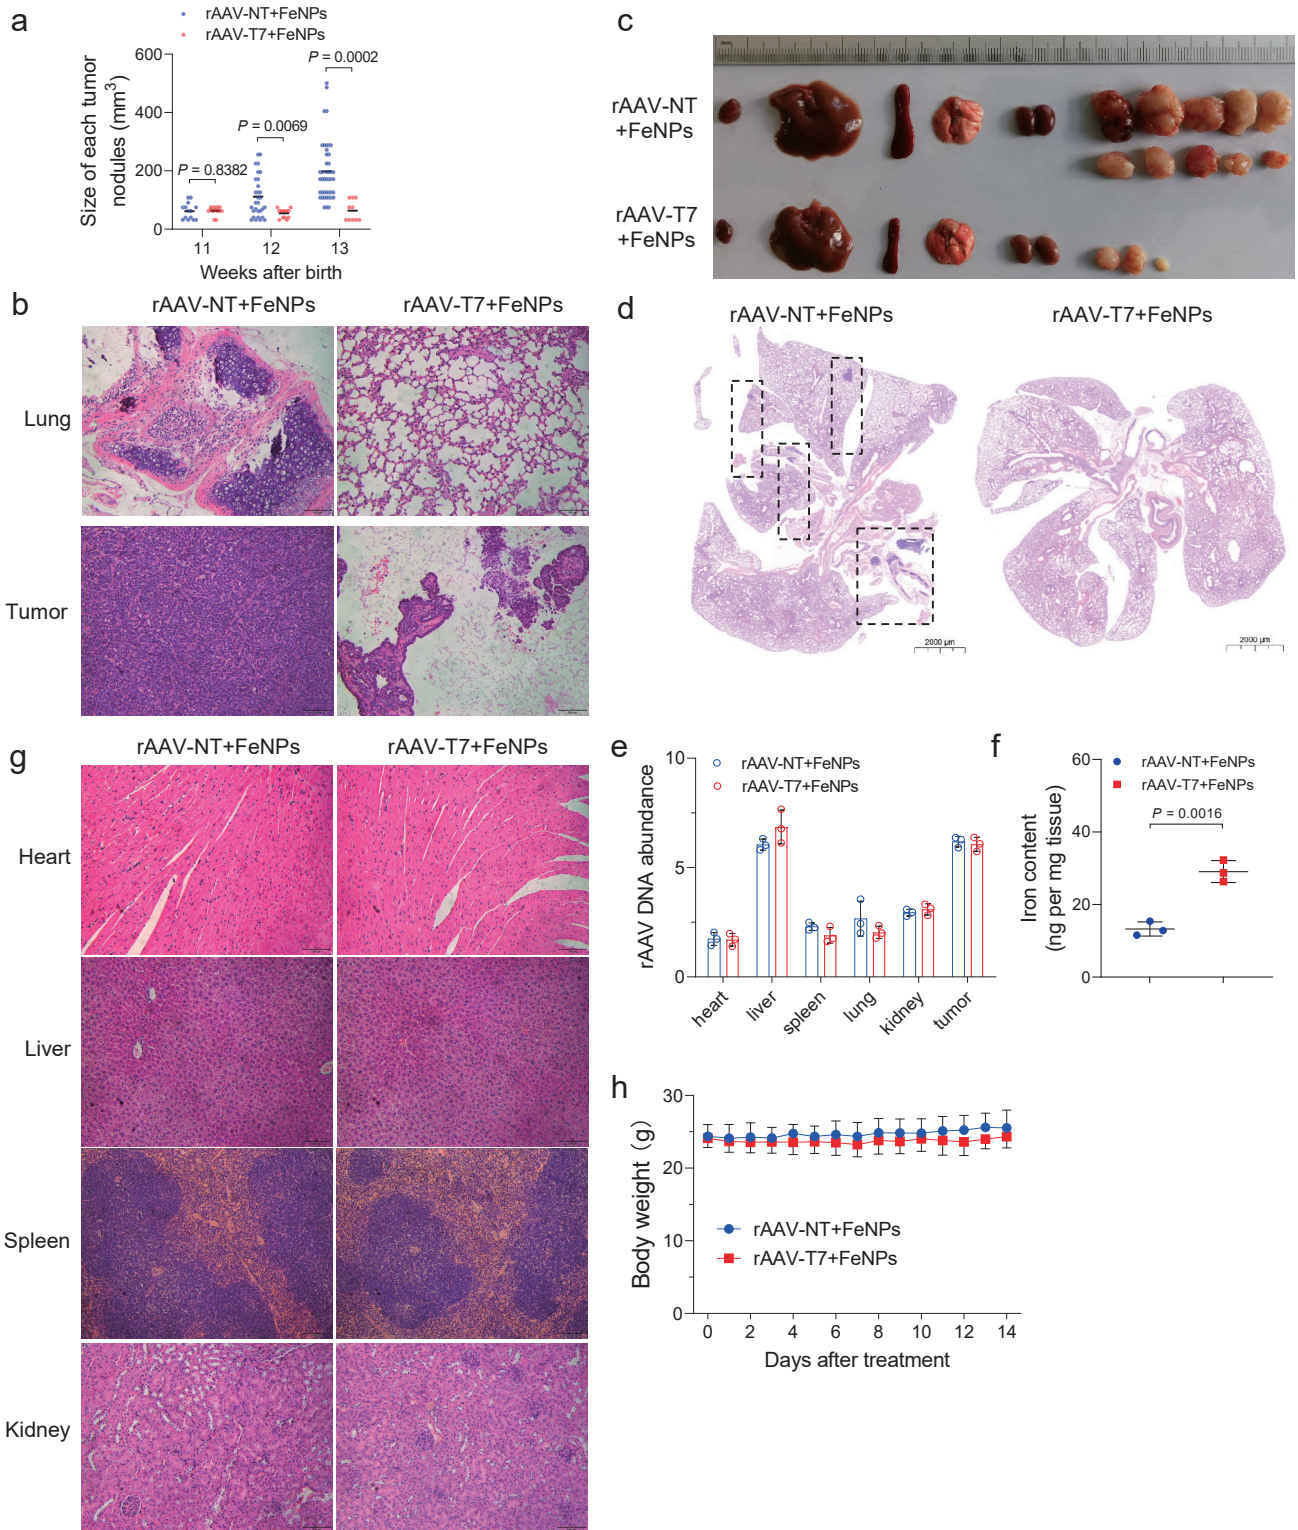 a
rAAV-NT+FeNPs
rAAV-T7+FeNPs
Size of each tumor
nodules (mm³)
600
400
200
0
P = 0.8382
P = 0.0069
P = 0.0002
11
12
13
Weeks after birth
c
mm
rAAV-NT
+FeNPs
rAAV-T7
+FeNPs
b
rAAV-NT+FeNPs
rAAV-T7+FeNPs
Lung
Tumor
d
rAAV-NT+FeNPs
rAAV-T7+FeNPs
2000 µm
2000 µm
g
rAAV-NT+FeNPs
rAAV-T7+FeNPs
Heart
Liver
Spleen
Kidney
e
rAAV-NT+FeNPs
rAAV-T7+FeNPs
rAAV DNA abundance
10
5
0
heart
liver
spleen
lung
kidney
tumor
f
rAAV-NT+FeNPs
rAAV-T7+FeNPs
P = 0.0016
Iron content
(ng per mg tissue)
60
40
20
0
h
Body weight (g)
30
20
10
0
rAAV-NT+FeNPs
rAAV-T7+FeNPs
0 2 4 6 8 10 12 14
Days after treatment